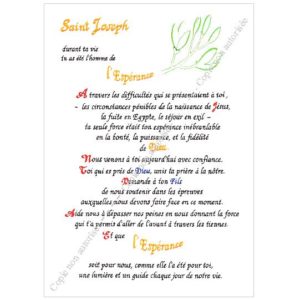 Saint Joseph
durant ta vie
tu as été l'homme de
l'Espérance
A travers les difficultés qui se présentaient à toi,
- les circonstances pénibles de la naissance de Jésus,
la fuite en Egypte, le séjour en exil -
ta seule force était ton espérance inébranlable
en la bonté, la puissance, et la fidélité
de Dieu.
Nous venons à toi aujourd'hui avec confiance.
Toi qui es près de Dieu, unis ta prière à la nôtre.
Demande à ton Fils
de nous soutenir dans les épreuves
auxquelles nous devons faire face en ce moment.
Aide nous à dépasser nos peines en nous donnant la force
qui t'a permis d'aller de l'avant à travers les tiennes.
Et que
l'Espérance
soit pour nous, comme elle l'a été pour toi,
une lumière et un guide chaque jour de notre vie.
Copie non autorisée
Copie non autorisée